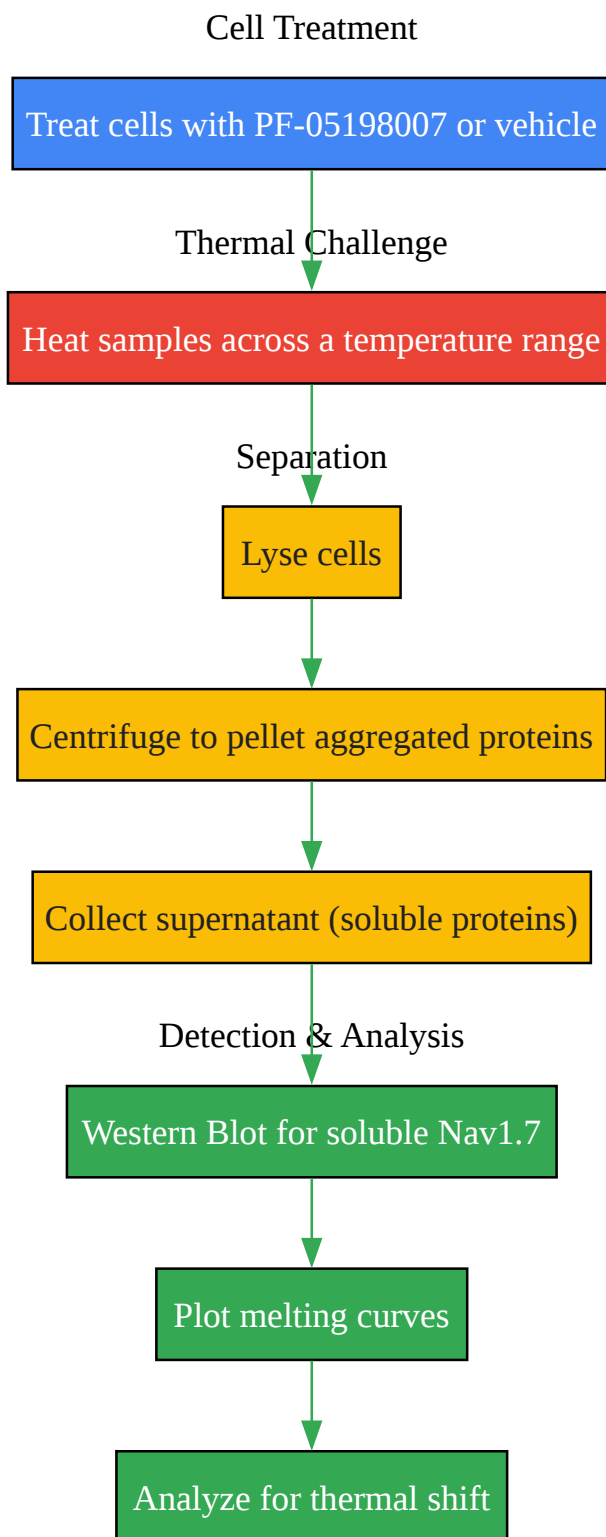 Cell Treatment
Treat cells with PF-05198007 or vehicle
Thermal Challenge
Heat samples across a temperature range
Separation
Lyse cells
Centrifuge to pellet aggregated proteins
Collect supernatant (soluble proteins)
Detection & Analysis
Western Blot for soluble Nav1.7
Plot melting curves
Analyze for thermal shift